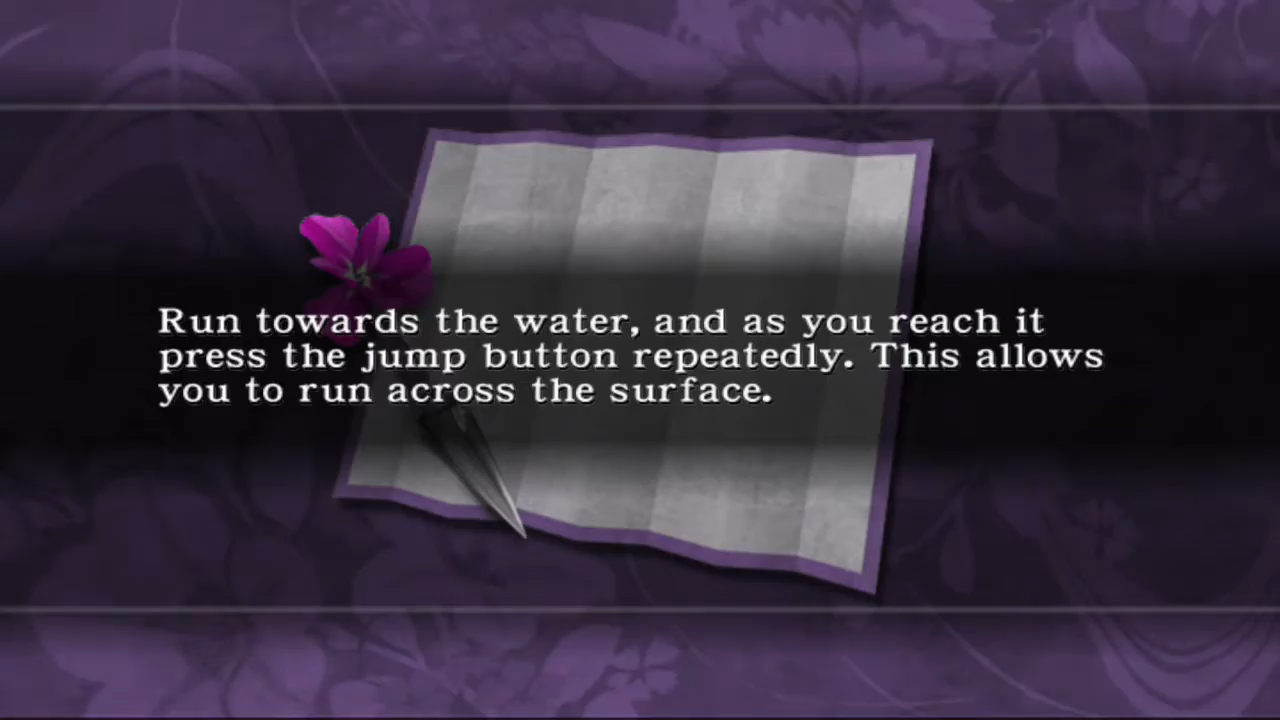 Run towards the water, and as you reach it
press the jump button repeatedly. This allows
you to run across the surface.